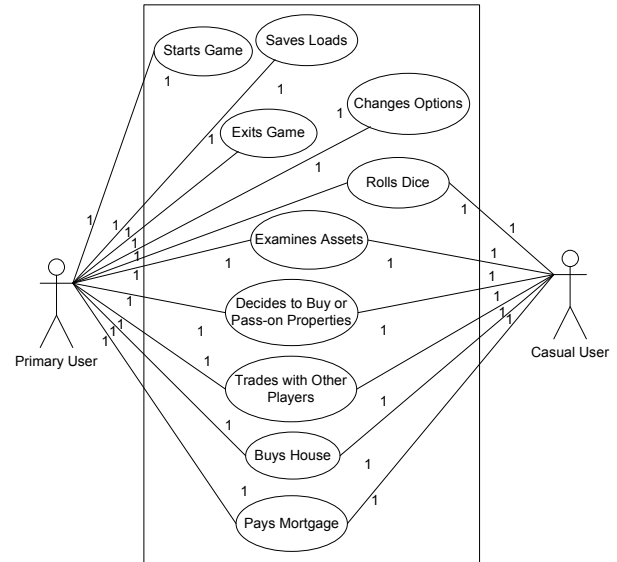 Starts Game
Saves Loads
1
1
Changes Options
1
1
Exits Game
1
1
Rolls Dice
1
1
1
1
1
1
1
Examines Assets
1
1
1
1
1
Decides to Buy or
Pass-on Properties
1
1
1
1
1
1
1
1
1
1
Primary User
Casual User
1
Trades with Other
Players
1
1
Buys House
1
1
1
Pays Mortgage